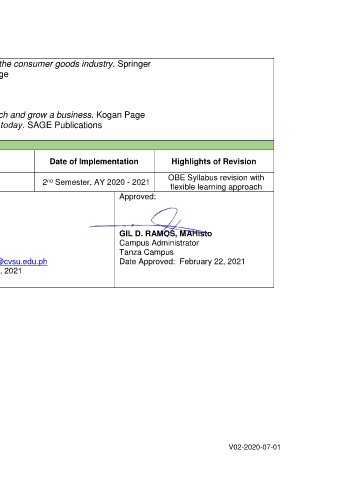 the consumer goods industry. Springer
ge
ch and grow a business. Kogan Page
today. SAGE Publications
Date of Implementation
Highlights of Revision
2nd Semester, AY 2020 - 2021
OBE Syllabus revision with
flexible learning approach
Approved:
GIL D. RAMOS, MAHisto
Campus Administrator
Tanza Campus
@cvsu.edu.ph
Date Approved: February 22, 2021
, 2021
V02-2020-07-01